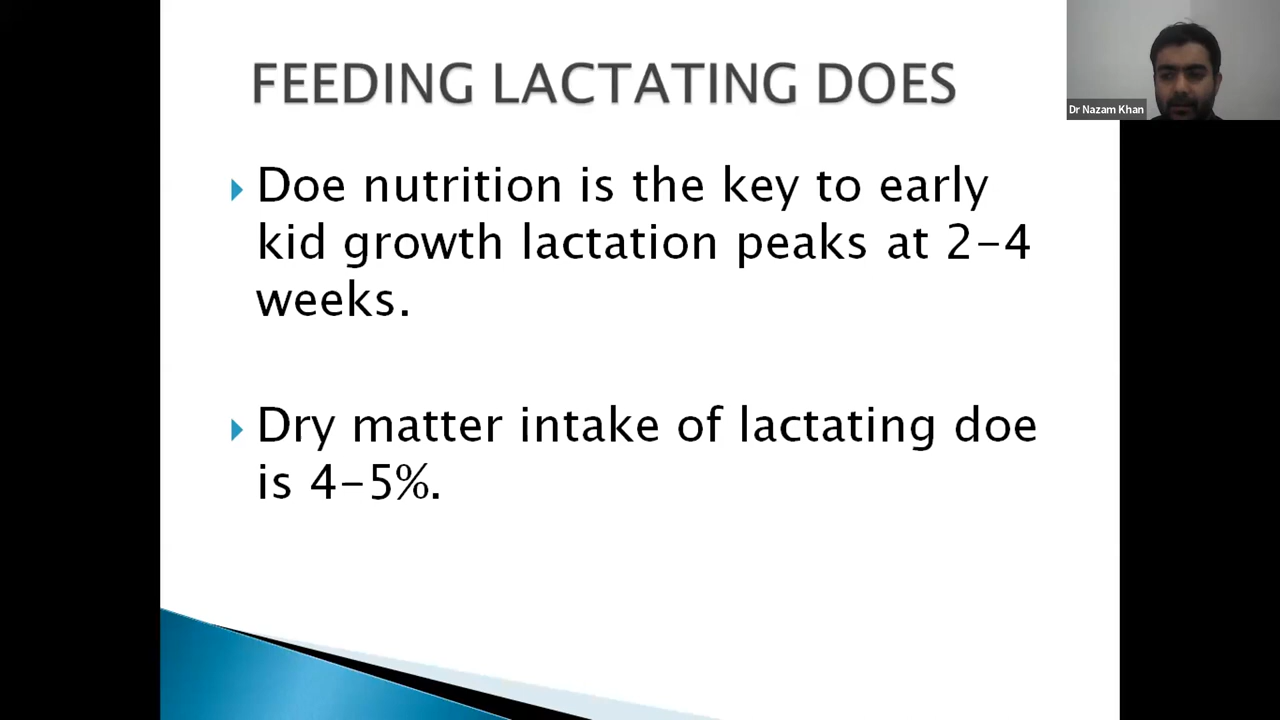 FEEDING LACTATING DOES
Dr Nazam Khan
Doe nutrition is the key to early
kid growth lactation peaks at 2-4
weeks.
Dry matter intake of lactating doe
is 4-5%.